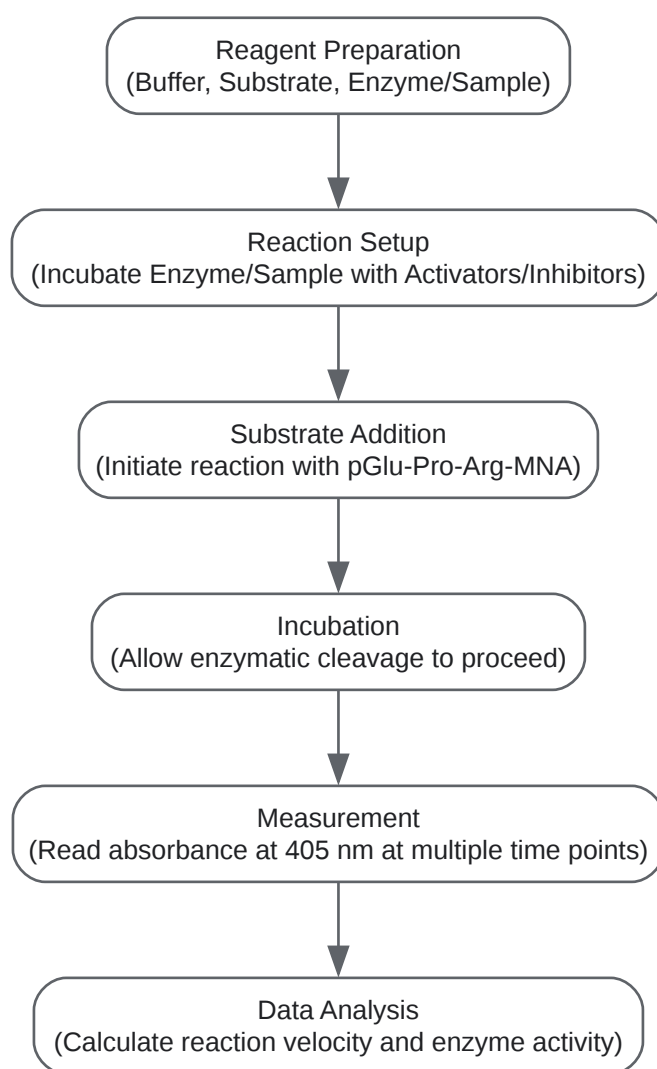 Reagent Preparation
(Buffer, Substrate, Enzyme/Sample)
Reaction Setup
(Incubate Enzyme/Sample with Activators/Inhibitors)
Substrate Addition
(Initiate reaction with pGlu-Pro-Arg-MNA)
Incubation
(Allow enzymatic cleavage to proceed)
Measurement
(Read absorbance at 405 nm at multiple time points)
Data Analysis
(Calculate reaction velocity and enzyme activity)